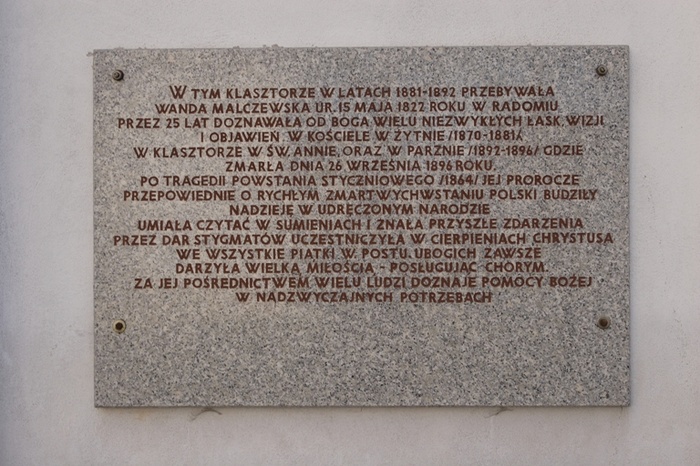 W TYM KLASZTORZE W LATACH 1881-1892 PRZEBYWAŁA
WANDA MALCZEWSKA UR. 15 MAJA 1822 ROKU W RADOMIU
PRZEZ 25 LAT DOZNAWAŁA OD BOGA WIELU NIEZWYKŁYCH ŁASK, WIZJI
I OBJAWIEŃ. W KOŚCIELE W ŻYTNIE /1870-1881/,
W KLASZTORZE W ŚW. ANNIE, ORAZ W PARZNIE /1892-1896/ GDZIE
ZMARŁA DNIA 26 WRZEŚNIA 1896 ROKU.
PO TRAGEDII POWSTANIA STYCZNIOWEGO /1864/ JEJ PROROCZE
PRZEPOWIEDNIE O RYCHŁYM ZMARTWYCHWSTANIU POLSKI BUDZIŁY
NADZIEJĘ W UDRĘCZONYM NARODZIE
UMIAŁA CZYTAĆ W SUMIENIACH I ZNAŁA PRZYSZŁE ZDARZENIA
PRZEZ DAR STYGMATÓW UCZESTNICZYŁA W CIERPIENIACH CHRYSTUSA
WE WSZYSTKIE PIĄTKI W. POSTU. UBOGICH ZAWSZE
DARZYŁA WIELKĄ MIŁOŚCIĄ - POSŁUGUJĄC CHORYM.
ZA JEJ POŚREDNICTWEM WIELU LUDZI DOZNAJE POMOCY BOŻEJ
W NADZWYCZAJNYCH POTRZEBACH